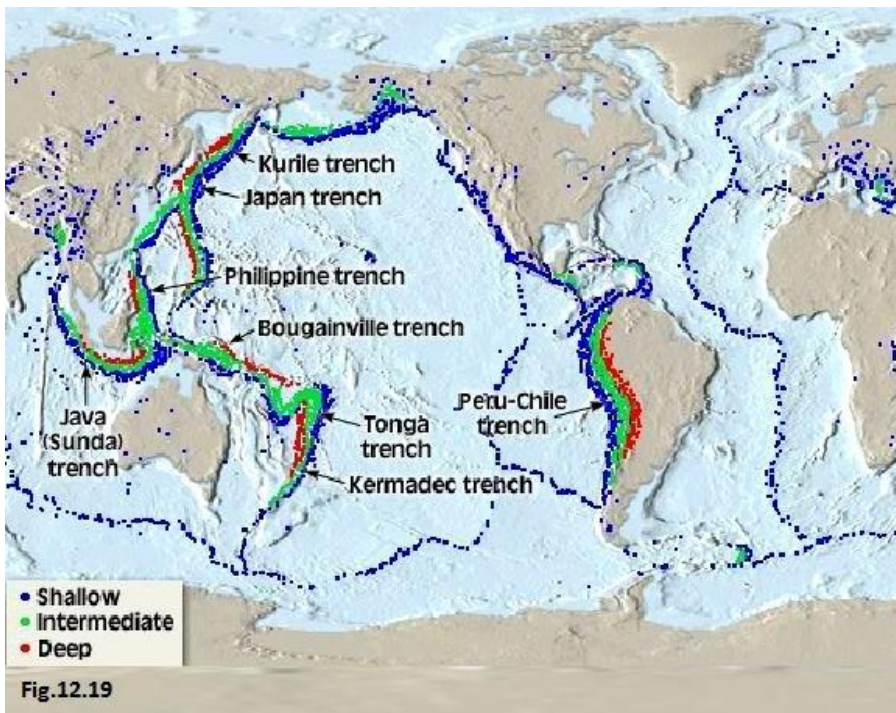 Kurile trench
Japan trench
Philippine trench
Bougainville trench
Java
(Sunda)
trench
Tonga
trench
Peru-Chile
trench
Kermadec trench
Shallow
Intermediate
Deep
Fig.12.19